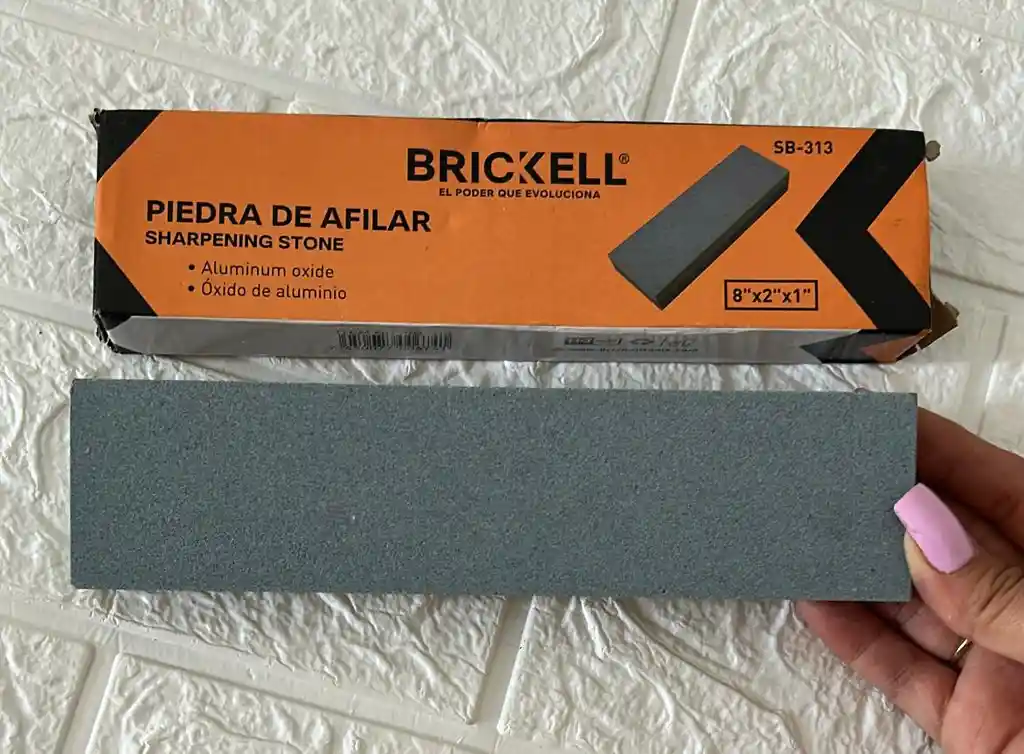 BRICKELL®
EL PODER QUE EVOLUCIONA
SB-313
PIEDRA DE AFILAR
SHARPENING STONE
• Aluminum oxide
• Óxido de aluminio
8"x2"x1"